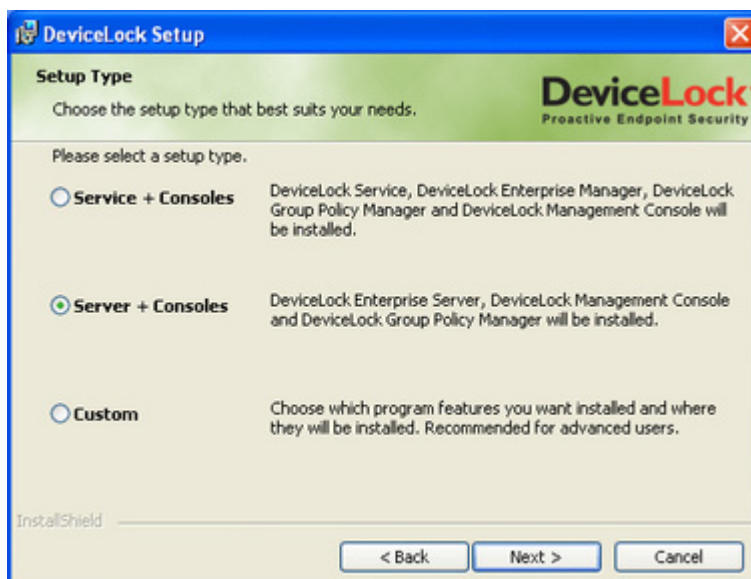 DeviceLock Setup
Setup Type
Choose the setup type that best suits your needs.
DeviceLock
Proactive Endpoint Security
Please select a setup type.
Service + Consoles
DeviceLock Service, DeviceLock Enterprise Manager, DeviceLock
Group Policy Manager and DeviceLock Management Console will
be installed.
Server + Consoles
DeviceLock Enterprise Server, DeviceLock Management Console
and DeviceLock Group Policy Manager will be installed.
Custom
Choose which program features you want installed and where
they will be installed. Recommended for advanced users.
InstallShield
< Back
Next >
Cancel